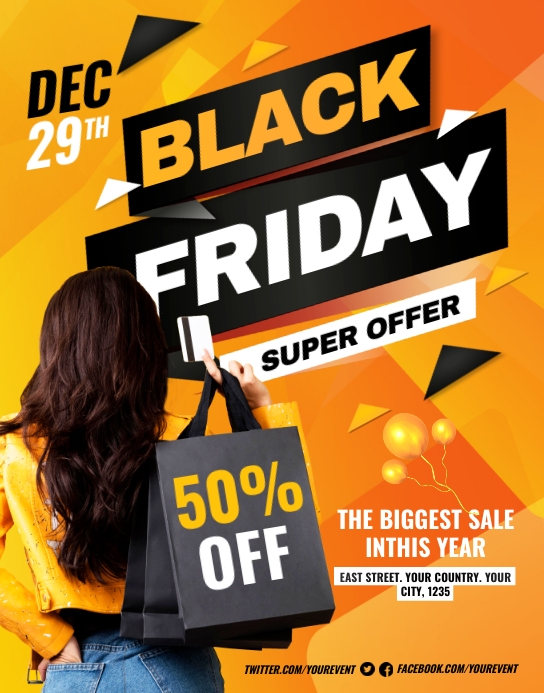 DEC
29TH
BLACK
FRIDAY
SUPER OFFER
50%
OFF
THE BIGGEST SALE
INTHIS YEAR
EAST STREET. YOUR COUNTRY. YOUR
CITY, 1235
TWITTER.COM/YOUREVENT FACEBOOK.COM/YOUREVENT